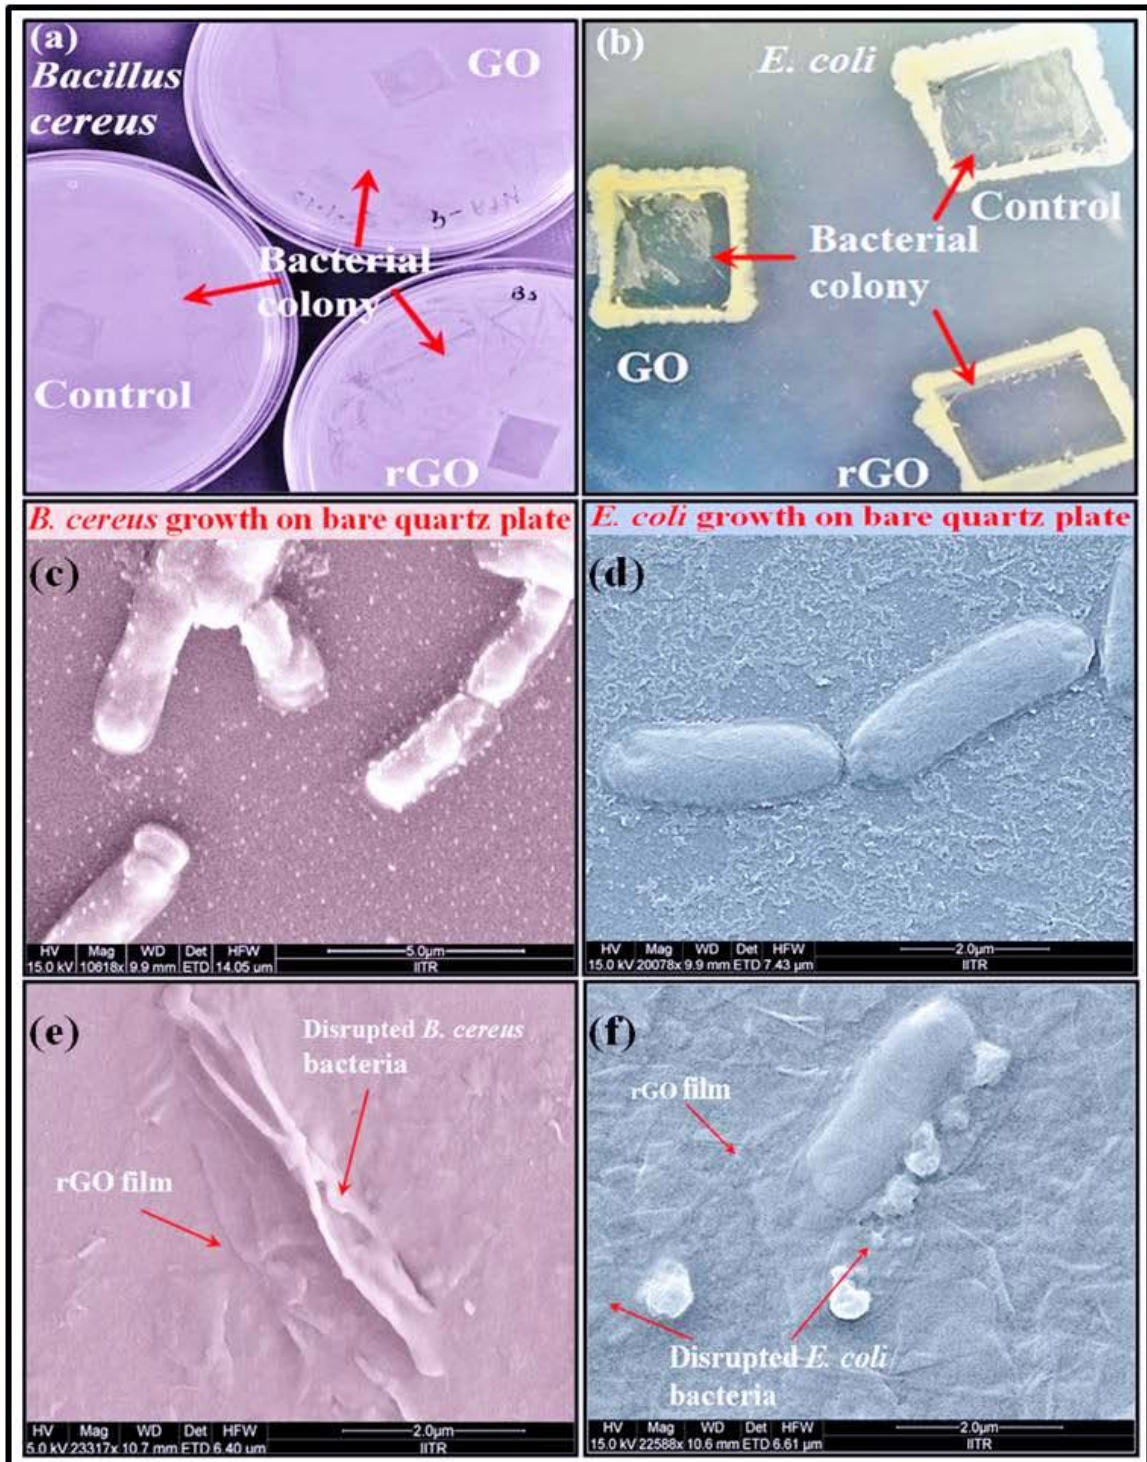 (a)
Bacillus
cereus
GO
Bacterial
colony
Control
rGO
Bs
(b)
E. coli
Control
Bacterial
colony
GO
rGO
B. cereus growth on bare quartz plate
(c)
HV Mag WD Det HFW 5.0µm
15.0 kV 10618x 9.9 mm ETD 14.05 µm IITR
E. coli growth on bare quartz plate
(d)
HV Mag WD Det HFW 2.0µm
15.0 kV 20078x 9.9 mm ETD 7.43 µm IITR
(e)
Disrupted B. cereus
bacteria
rGO film
HV Mag WD Det HFW 2.0µm
5.0 kV 23317x 10.7 mm ETD 6.40 µm IITR
(f)
rGO film
Disrupted E. coli
bacteria
HV Mag WD Det HFW 2.0µm
15.0 kV 22588x 10.6 mm ETD 6.61 µm IITR